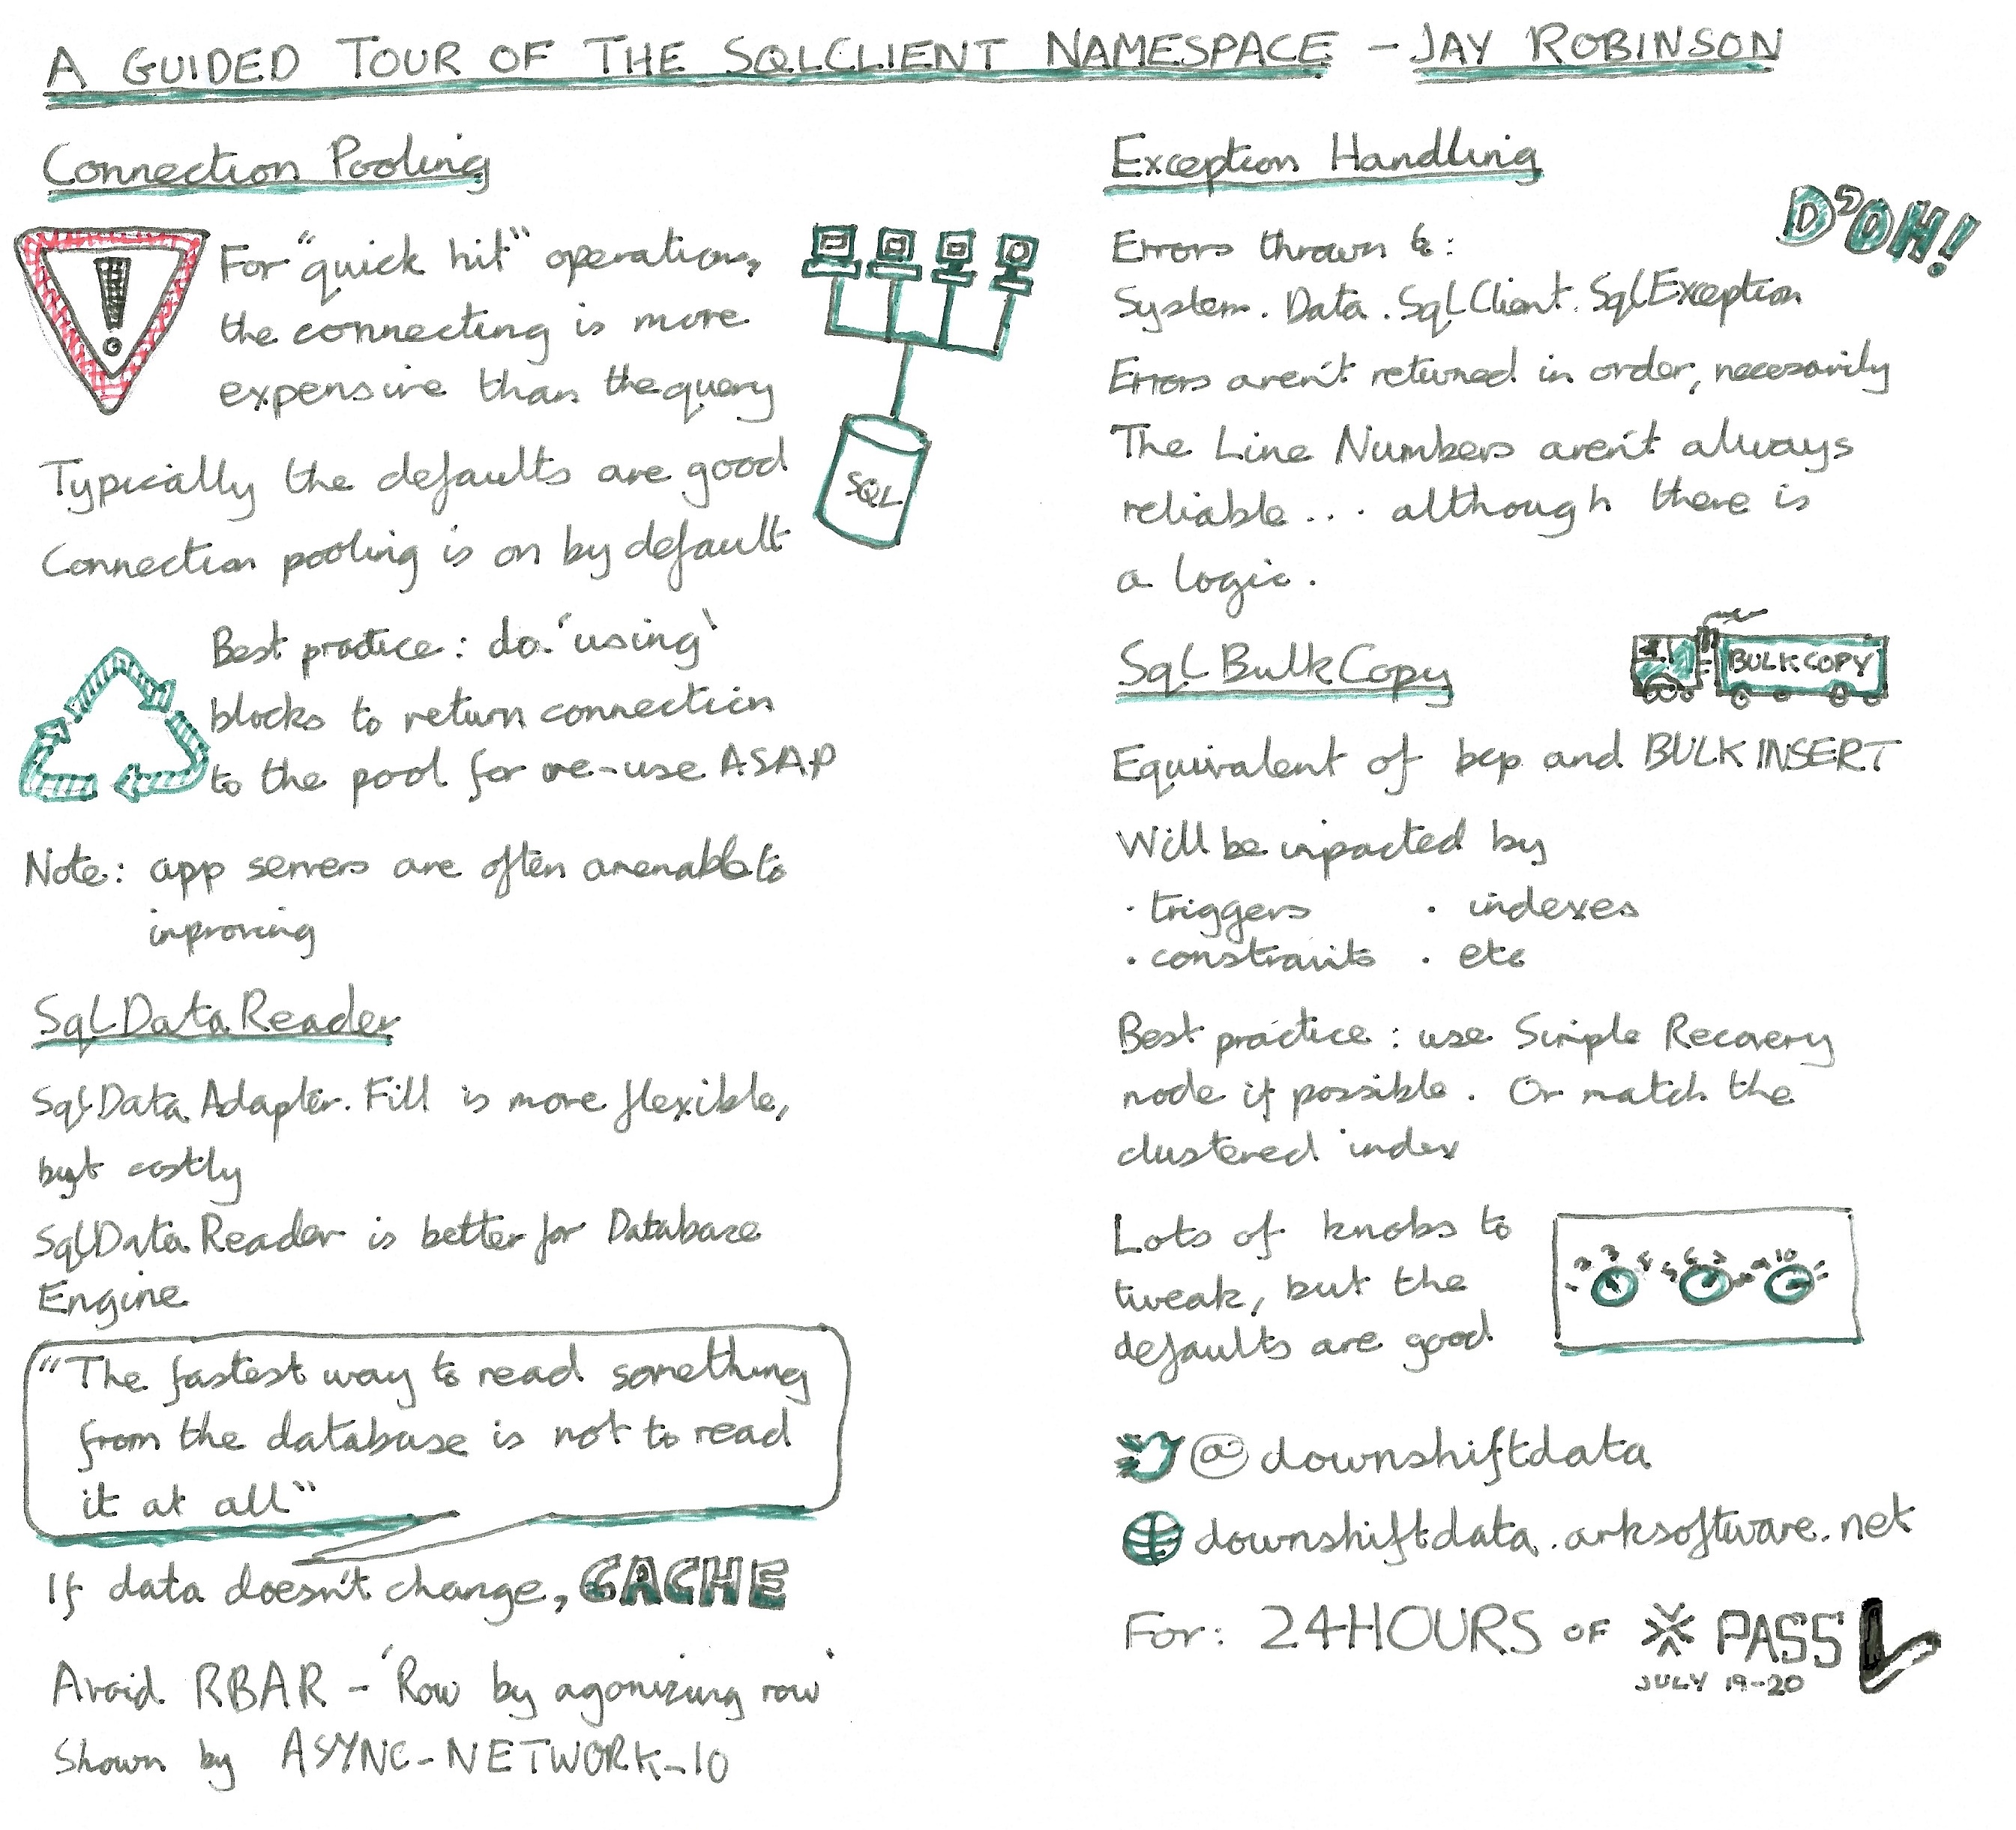 A GUIDED TOUR OF THE SQLCLIENT NAMESPACE - JAY ROBINSON
Connection Pooling
For "quick hit" operations,
the connecting is more
expensive than the query
SQL
Typically the defaults are good
Connection pooling is on by default
Best practice: do 'using'
blocks to return connection
to the pool for re-use ASAP
Note: app servers are often amenable to
improving
SqlDataReader
SqlDataAdapter.Fill is more flexible,
but costly
SqlDataReader is better for Database
Engine
"The fastest way to read something
from the database is not to read
it at all"
If data doesn't change, CACHE
Avoid RBAR - 'Row by agonizing row'
Shown by ASYNC-NETWORK-IO
Exception Handling
D'OH!
Errors thrown to:
System.Data.SqlClient.SqlException
Errors aren't returned in order, necessarily
The Line Numbers aren't always
reliable... although there is
a logic.
SqlBulkCopy
BULK COPY
Equivalent of bcp and BULK INSERT
Will be impacted by
· triggers · indexes
· constraints · etc
Best practice: use Simple Recovery
mode if possible. Or match the
clustered index
Lots of knobs to
tweak, but the
defaults are good
@downshiftdata
downshiftdata.arksoftware.net
For: 24HOURS OF PASS
JULY 19-20